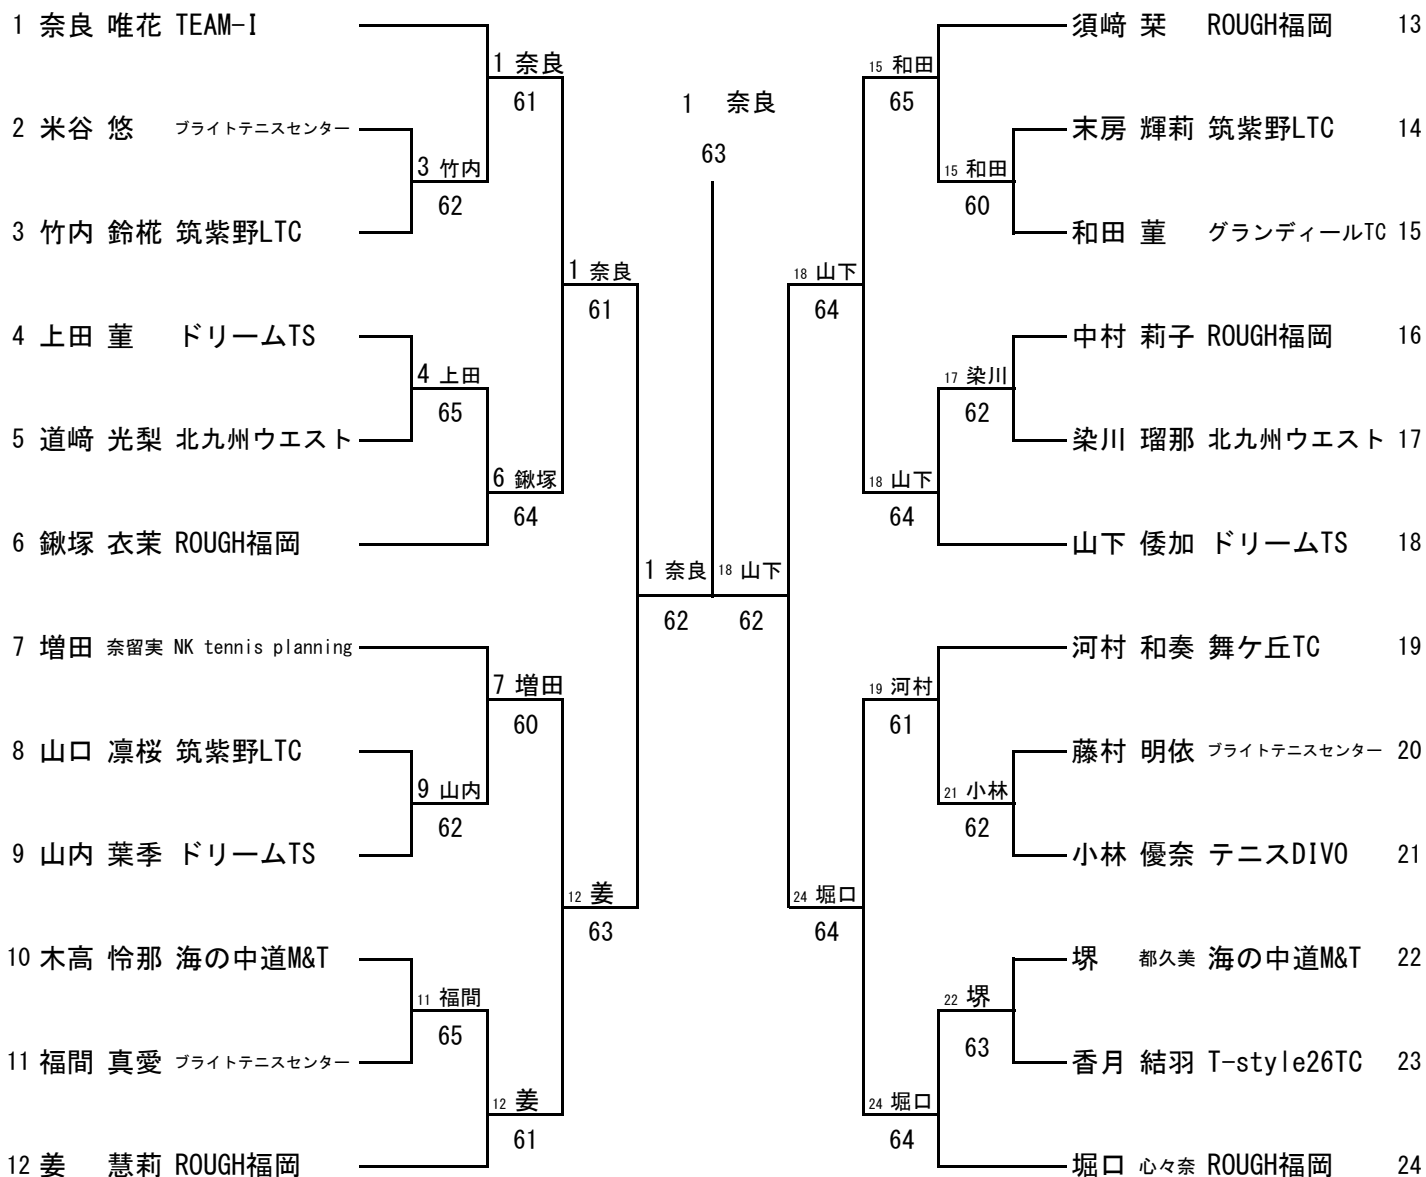 1 奈良 唯花 TEAM-I
2 米谷 悠 ブライトテニスセンター
3 竹内 鈴椛 筑紫野LTC
4 上田 菫 ドリームTS
5 道﨑 光梨 北九州ウエスト
6 鍬塚 衣茉 ROUGH福岡
7 増田 奈留実 NK tennis planning
8 山口 凛桜 筑紫野LTC
9 山内 葉季 ドリームTS
10 木高 怜那 海の中道M&T
11 福間 真愛 ブライトテニスセンター
12 姜 慧莉 ROUGH福岡
3 竹内
62
4 上田
65
9 山内
62
11 福間
65
1 奈良
61
6 鍬塚
64
7 増田
60
12 姜
61
1 奈良
61
12 姜
63
1 奈良
62
1 奈良
63
18 山下
62
18 山下
64
24 堀口
64
15 和田
65
18 山下
64
19 河村
61
24 堀口
64
15 和田
60
17 染川
62
21 小林
62
22 堺
63
須﨑 栞 ROUGH福岡 13
末房 輝莉 筑紫野LTC 14
和田 菫 グランディールTC 15
中村 莉子 ROUGH福岡 16
染川 瑠那 北九州ウエスト 17
山下 倭加 ドリームTS 18
河村 和奏 舞ケ丘TC 19
藤村 明依 ブライトテニスセンター 20
小林 優奈 テニスDIVO 21
堺 都久美 海の中道M&T 22
香月 結羽 T-style26TC 23
堀口 心々奈 ROUGH福岡 24